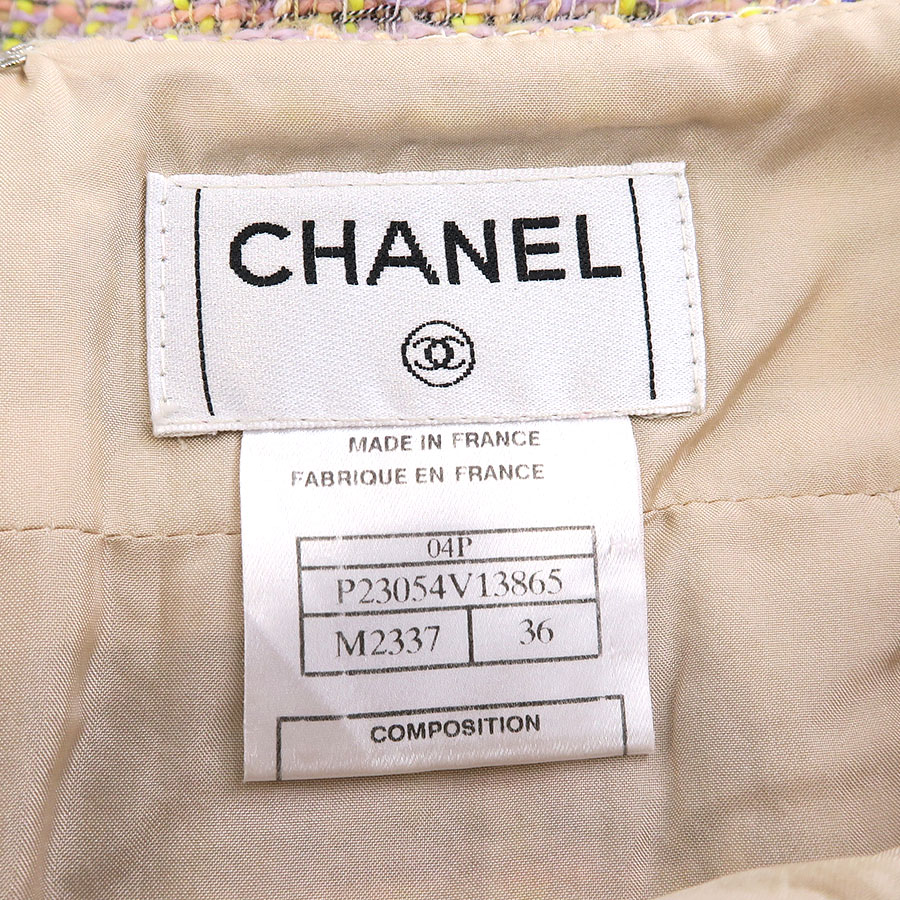 CHANEL
MADE IN FRANCE
FABRIQUE EN FRANCE
04P
P23054V13865
M2337 36
COMPOSITION